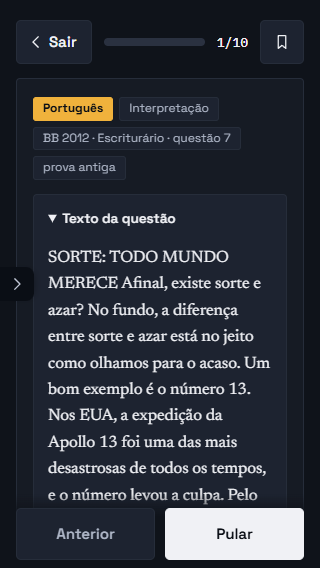 Sair
1/10
Português
Interpretação
BB 2012 · Escriturário · questão 7
prova antiga
▼ Texto da questão
SORTE: TODO MUNDO
MERECE Afinal, existe sorte e
azar? No fundo, a diferença
entre sorte e azar está no jeito
como olhamos para o acaso. Um
bom exemplo é o número 13.
Nos EUA, a expedição da
Apollo 13 foi uma das mais
desastrosas de todos os tempos,
e o número levou a culpa. Pelo
Anterior
Pular